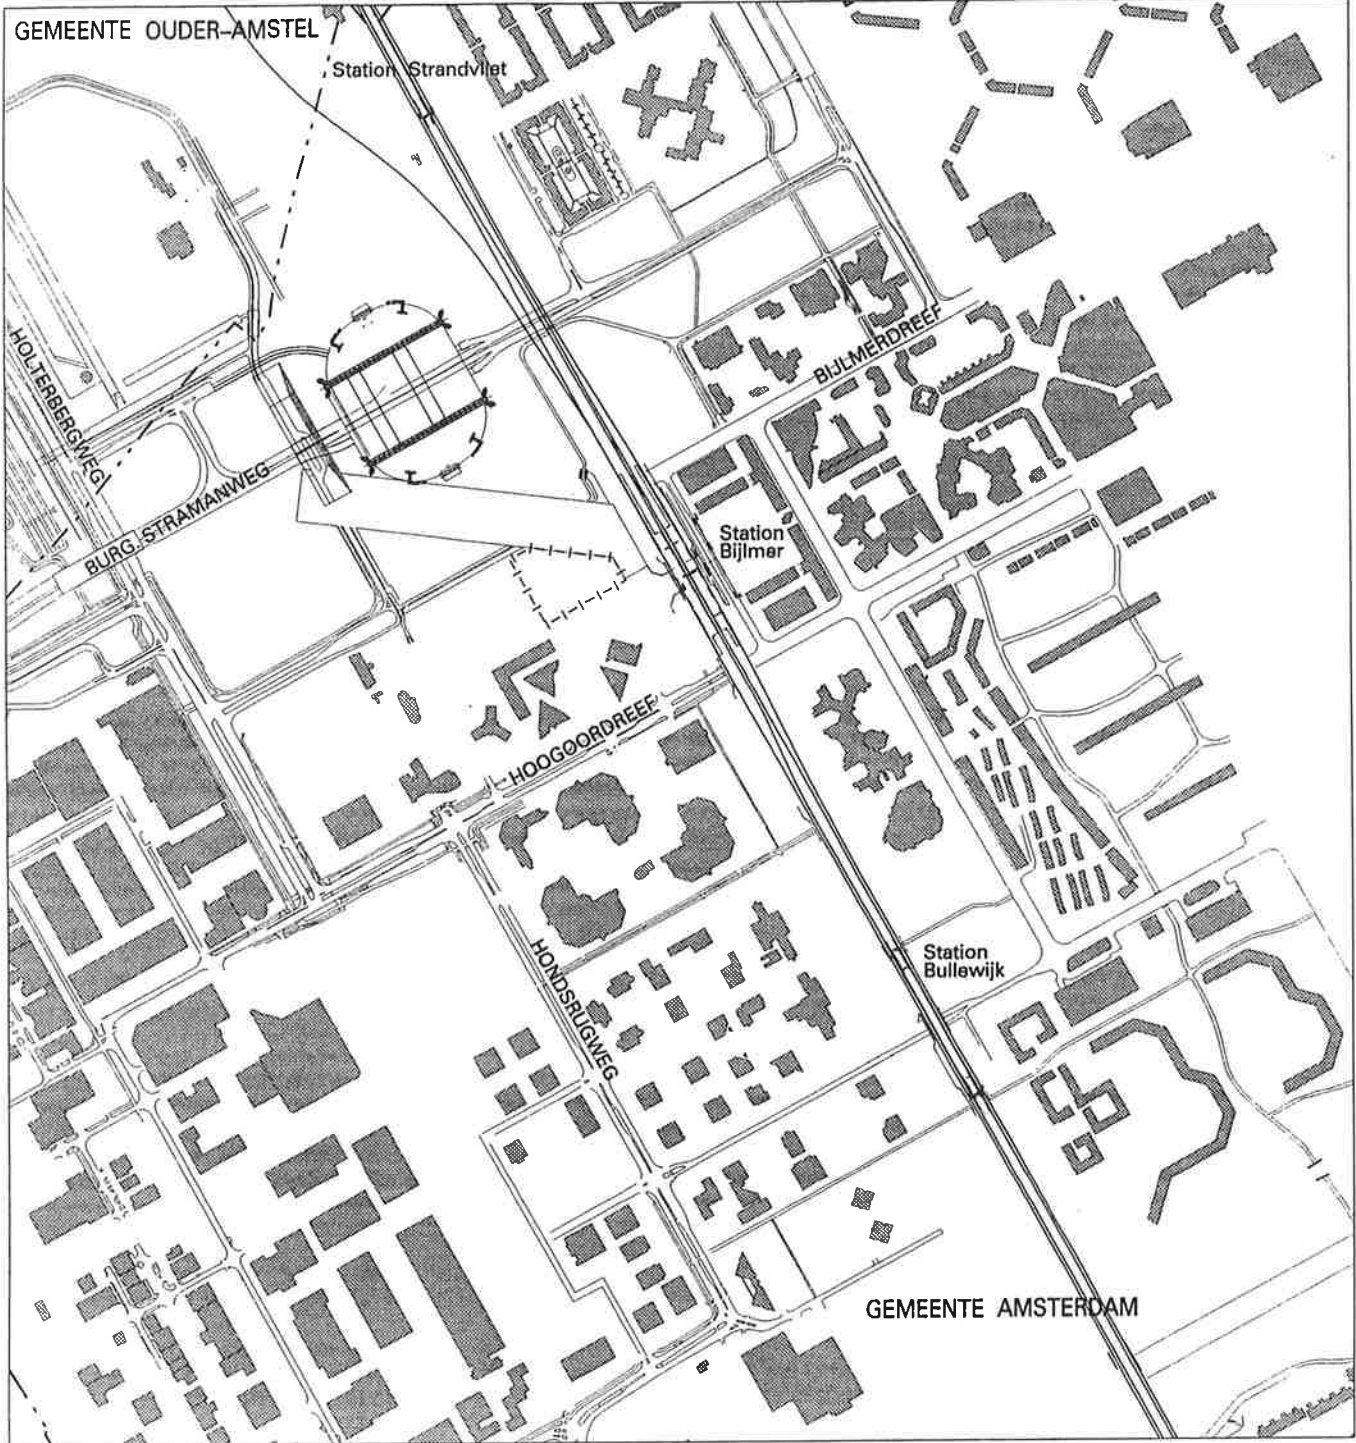 GEMEENTE OUDER-AMSTEL
Station Strandvliet
HOLTERBERGWEG
BIJLMERDREEF
BURG. STRAMANWEG
Station
Bijlmer
HOOGOORDREEF
HONDSRUGWEG
Station
Bullewijk
GEMEENTE AMSTERDAM